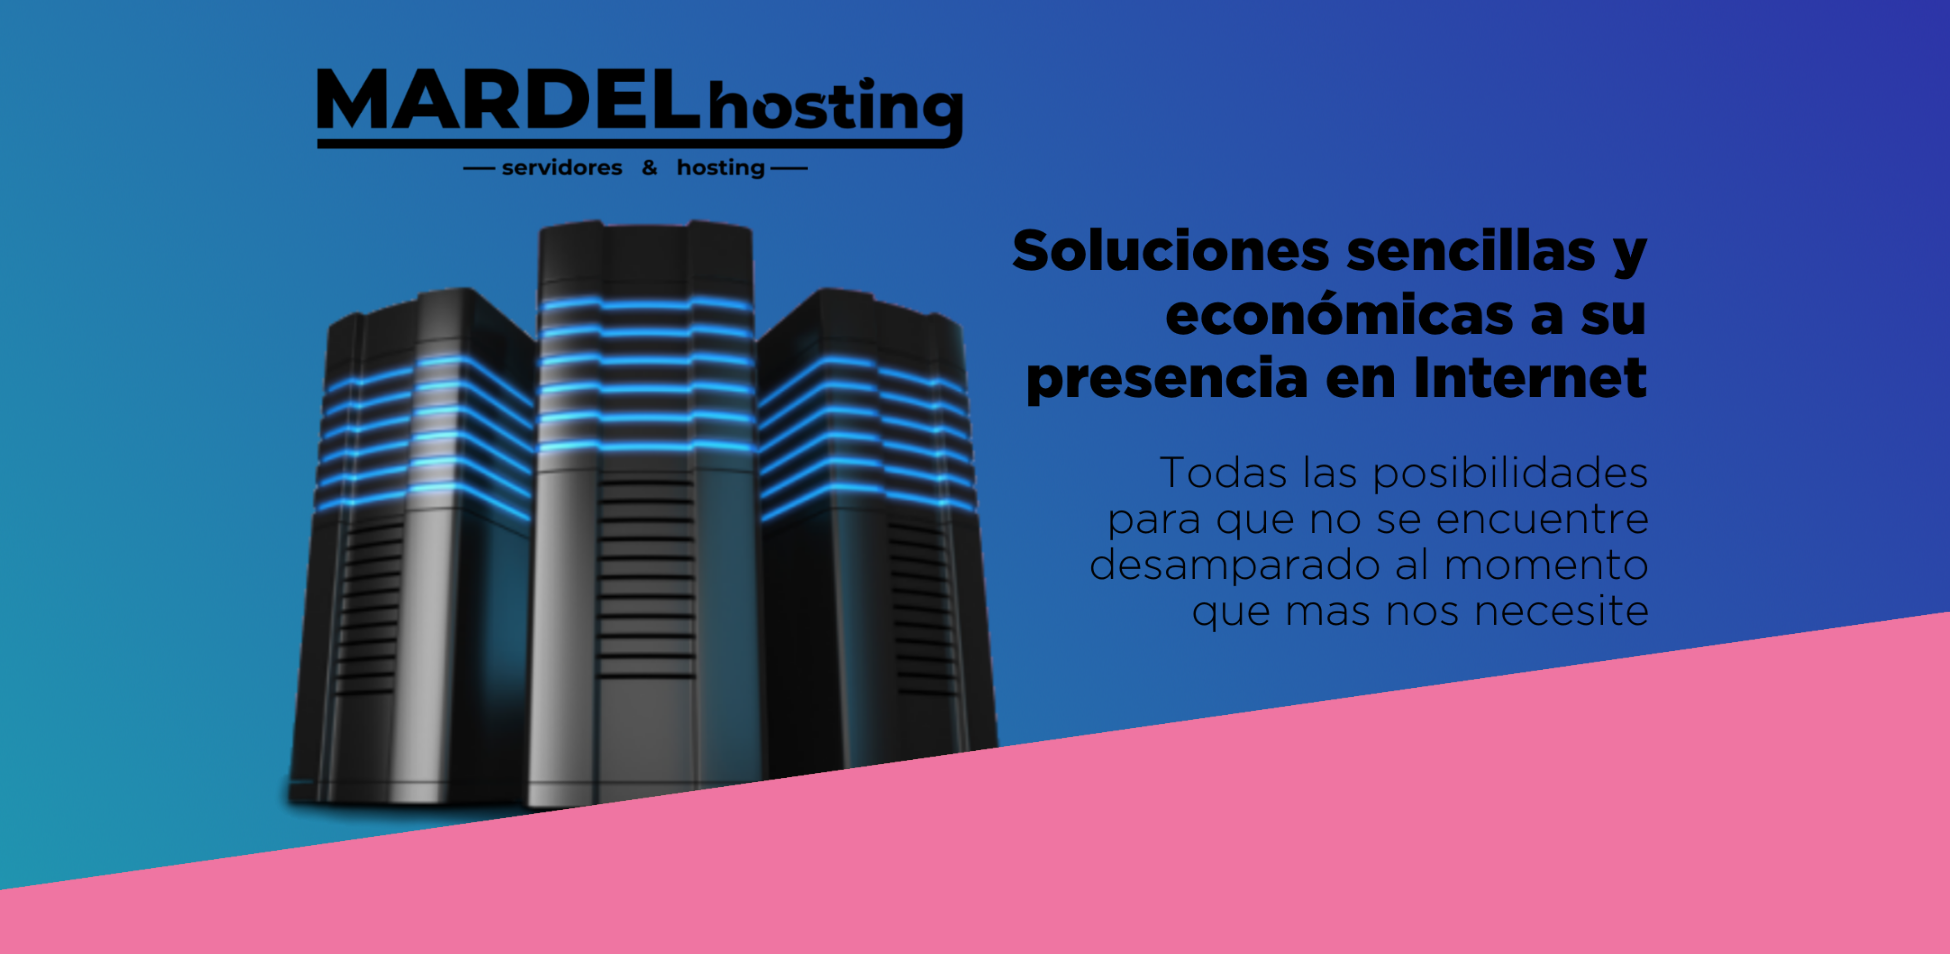 MARDELhosting
servidores & hosting
Soluciones sencillas y
económicas a su
presencia en Internet
Todas las posibilidades
para que no se encuentre
desamparado al momento
que mas nos necesite